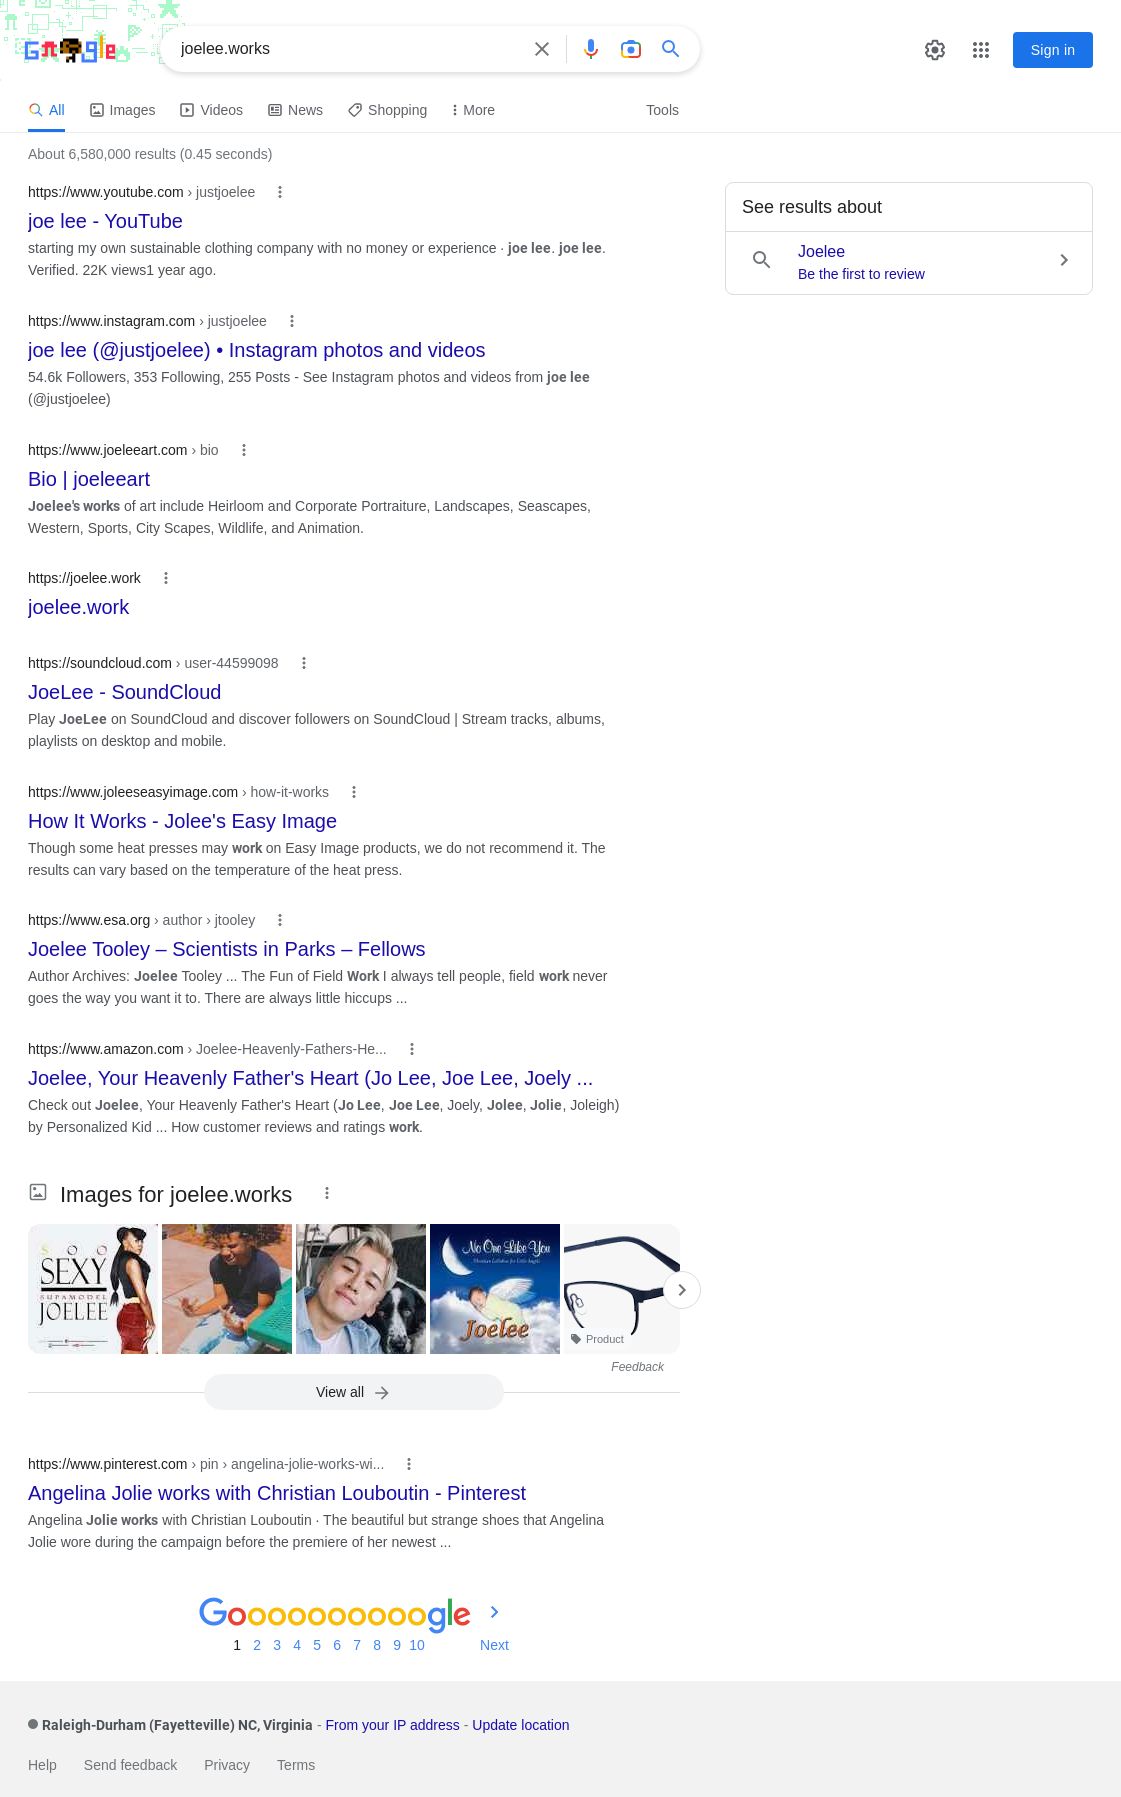 Google
joelee.works
Sign in
All
Images
Videos
News
Shopping
More
Tools
About 6,580,000 results (0.45 seconds)
https://www.youtube.com › justjoelee
joe lee - YouTube
starting my own sustainable clothing company with no money or experience · joe lee. joe lee.
Verified. 22K views1 year ago.
See results about
Joelee
Be the first to review
https://www.instagram.com › justjoelee
joe lee (@justjoelee) • Instagram photos and videos
54.6k Followers, 353 Following, 255 Posts - See Instagram photos and videos from joe lee
(@justjoelee)
https://www.joeleeart.com › bio
Bio | joeleeart
Joelee's works of art include Heirloom and Corporate Portraiture, Landscapes, Seascapes,
Western, Sports, City Scapes, Wildlife, and Animation.
https://joelee.work
joelee.work
https://soundcloud.com › user-44599098
JoeLee - SoundCloud
Play JoeLee on SoundCloud and discover followers on SoundCloud | Stream tracks, albums,
playlists on desktop and mobile.
https://www.joleeseasyimage.com › how-it-works
How It Works - Jolee's Easy Image
Though some heat presses may work on Easy Image products, we do not recommend it. The
results can vary based on the temperature of the heat press.
https://www.esa.org › author › jtooley
Joelee Tooley – Scientists in Parks – Fellows
Author Archives: Joelee Tooley ... The Fun of Field Work I always tell people, field work never
goes the way you want it to. There are always little hiccups ...
https://www.amazon.com › Joelee-Heavenly-Fathers-He...
Joelee, Your Heavenly Father's Heart (Jo Lee, Joe Lee, Joely ...
Check out Joelee, Your Heavenly Father's Heart (Jo Lee, Joe Lee, Joely, Jolee, Jolie, Joleigh)
by Personalized Kid ... How customer reviews and ratings work.
Images for joelee.works
S O O
SEXY
SUPAMODEL
JOELEE
No One Like You
Joelee
Product
Feedback
View all
https://www.pinterest.com › pin › angelina-jolie-works-wi...
Angelina Jolie works with Christian Louboutin - Pinterest
Angelina Jolie works with Christian Louboutin · The beautiful but strange shoes that Angelina
Jolie wore during the campaign before the premiere of her newest ...
Goooooooooogle
1 2 3 4 5 6 7 8 9 10 Next
Raleigh-Durham (Fayetteville) NC, Virginia - From your IP address - Update location
Help
Send feedback
Privacy
Terms